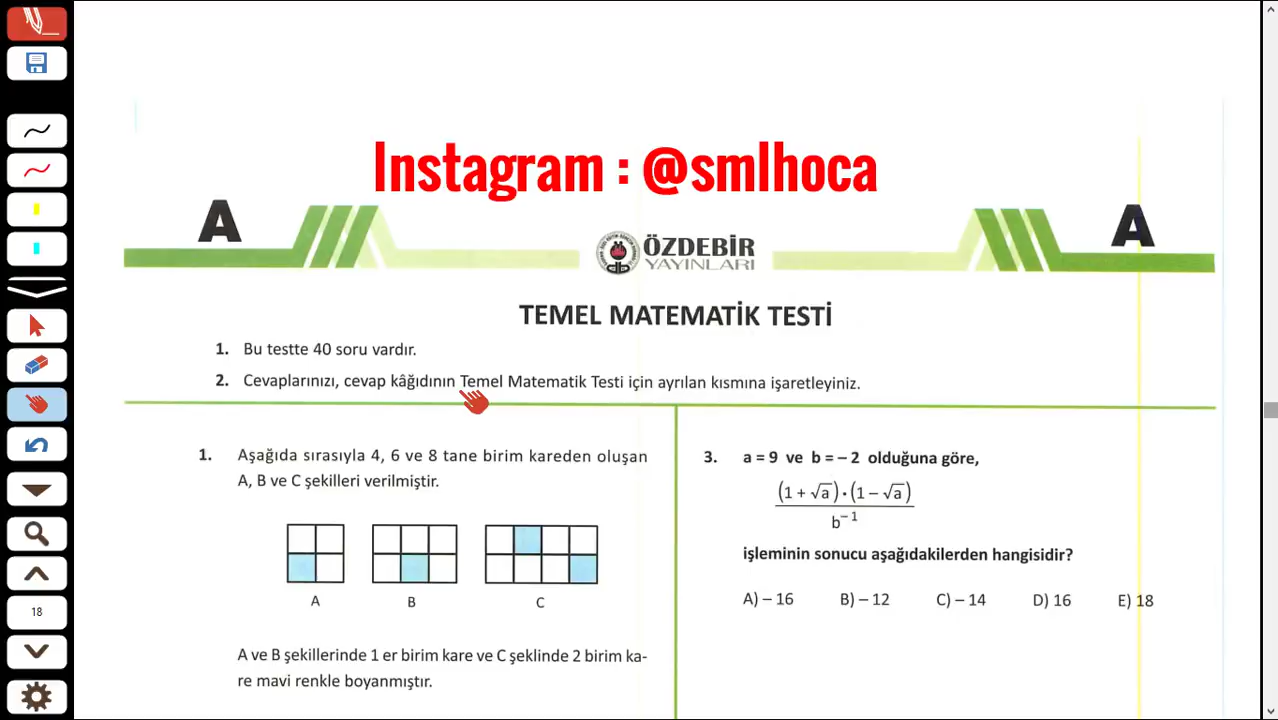 Instagram : @smlhoca
A
ÖZDEBİR
YAYINLARI
A
TEMEL MATEMATİK TESTİ
1. Bu testte 40 soru vardır.
2. Cevaplarınızı, cevap kâğıdının Temel Matematik Testi için ayrılan kısmına işaretleyiniz.
1. Aşağıda sırasıyla 4, 6 ve 8 tane birim kareden oluşan
A, B ve C şekilleri verilmiştir.
A B C
A ve B şekillerinde 1 er birim kare ve C şeklinde 2 birim ka-
re mavi renkle boyanmıştır.
3. a = 9 ve b = – 2 olduğuna göre,
(1 + √a) · (1 – √a)
b⁻¹
işleminin sonucu aşağıdakilerden hangisidir?
A) – 16 B) – 12 C) – 14 D) 16 E) 18
18